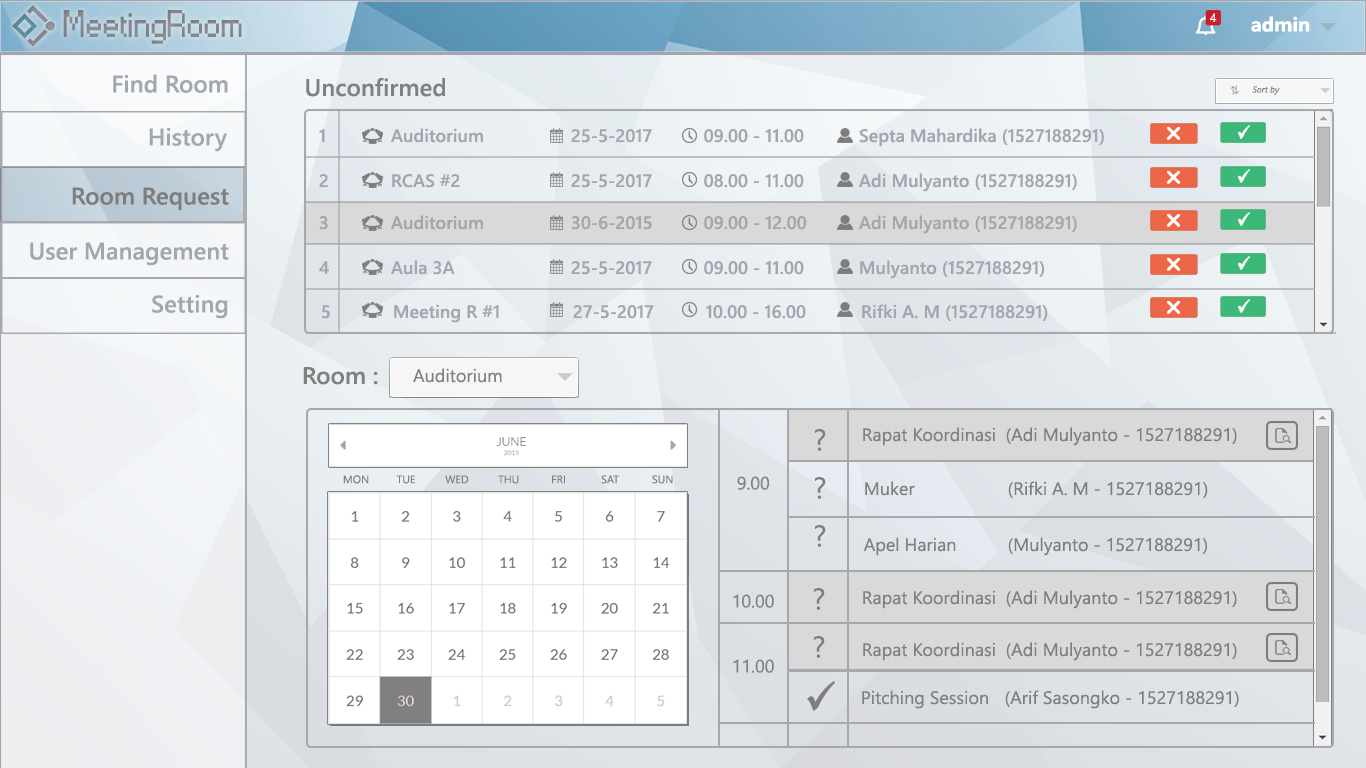 MeetingRoom 4 admin
Find Room
History
Room Request
User Management
Setting
Unconfirmed Sort by
1 Auditorium 25-5-2017 09.00 - 11.00 Septa Mahardika (1527188291)
2 RCAS #2 25-5-2017 08.00 - 11.00 Adi Mulyanto (1527188291)
3 Auditorium 30-6-2015 09.00 - 12.00 Adi Mulyanto (1527188291)
4 Aula 3A 25-5-2017 09.00 - 11.00 Mulyanto (1527188291)
5 Meeting R #1 27-5-2017 10.00 - 16.00 Rifki A. M (1527188291)
Room : Auditorium
JUNE
2015
MON TUE WED THU FRI SAT SUN
1 2 3 4 5 6 7
8 9 10 11 12 13 14
15 16 17 18 19 20 21
22 23 24 25 26 27 28
29 30 1 2 3 4 5
9.00
? Rapat Koordinasi (Adi Mulyanto - 1527188291)
? Muker (Rifki A. M - 1527188291)
? Apel Harian (Mulyanto - 1527188291)
10.00
? Rapat Koordinasi (Adi Mulyanto - 1527188291)
11.00
? Rapat Koordinasi (Adi Mulyanto - 1527188291)
Pitching Session (Arif Sasongko - 1527188291)